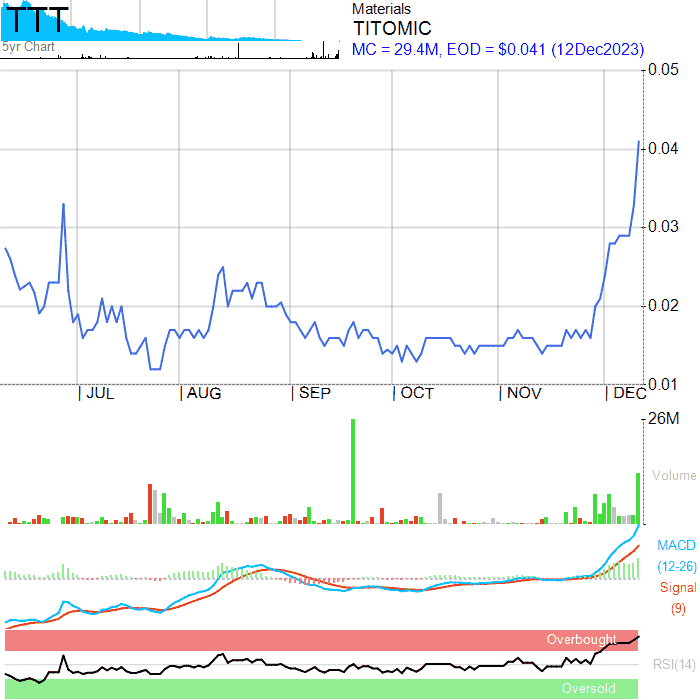 TTT
5yr Chart
Materials
TITOMIC
MC = 29.4M, EOD = $0.041 (12Dec2023)
0.05
0.04
0.03
0.02
0.01
JUL AUG SEP OCT NOV DEC
26M
Volume
MACD
(12-26)
Signal
(9)
Overbought
RSI(14)
Oversold